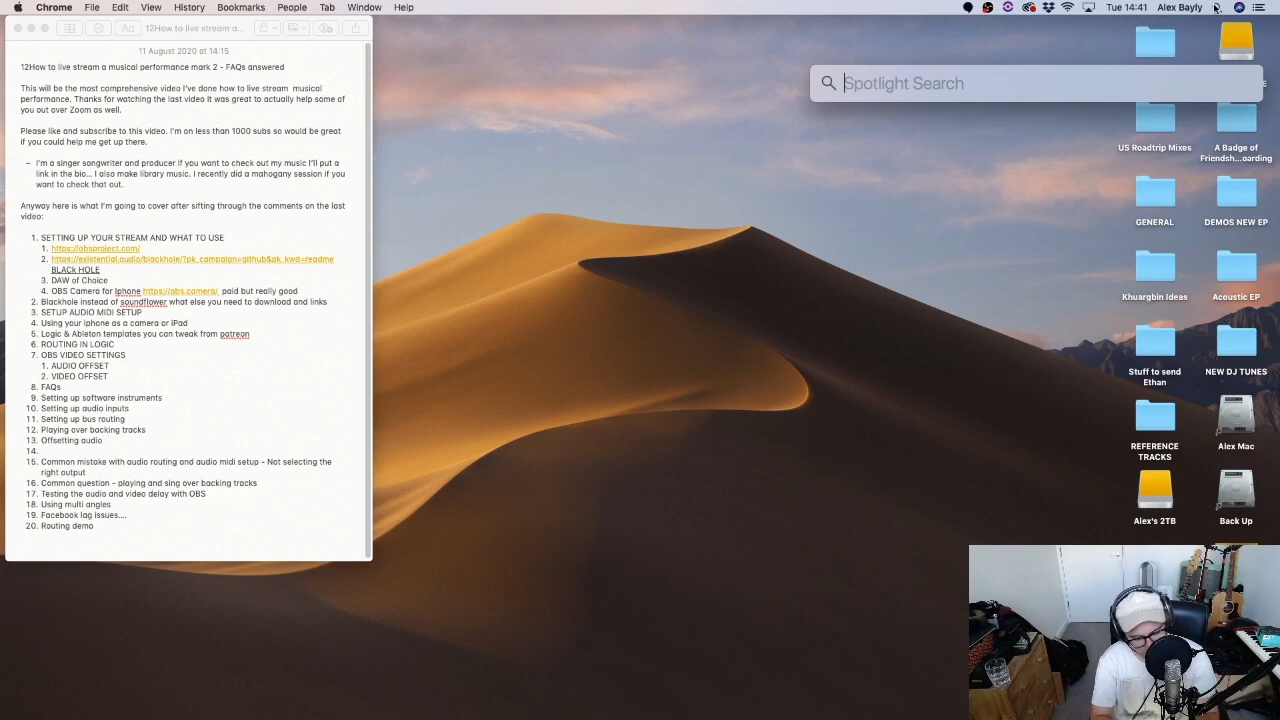 Chrome File Edit View History Bookmarks People Tab Window Help
Tue 14:41 Alex Bayly
12How to live stream a...
11 August 2020 at 14:15
12How to live stream a musical performance mark 2 - FAQs answered
This will be the most comprehensive video I've done how to live stream musical
performance. Thanks for watching the last video it was great to actually help some of
you out over Zoom as well.
Please like and subscribe to this video. I'm on less than 1000 subs so would be great
if you could help me get up there.
– I'm a singer songwriter and producer if you want to check out my music I'll put a
link in the bio... I also make library music. I recently did a mahogany session if you
want to check that out.
Anyway here is what I'm going to cover after sifting through the comments on the last
video:
1. SETTING UP YOUR STREAM AND WHAT TO USE
1. https://obsproject.com/
2. https://existential.audio/blackhole/?pk_campaign=github&pk_kwd=readme
BLACk HOLE
3. DAW of Choice
4. OBS Camera for Iphone https://obs.camera/ paid but really good
2. Blackhole instead of soundflower what else you need to download and links
3. SETUP AUDIO MIDI SETUP
4. Using your iphone as a camera or iPad
5. Logic & Ableton templates you can tweak from patreon
6. ROUTING IN LOGIC
7. OBS VIDEO SETTINGS
1. AUDIO OFFSET
2. VIDEO OFFSET
8. FAQs
9. Setting up software instruments
10. Setting up audio inputs
11. Setting up bus routing
12. Playing over backing tracks
13. Offsetting audio
14.
15. Common mistake with audio routing and audio midi setup - Not selecting the
right output
16. Common question - playing and sing over backing tracks
17. Testing the audio and video delay with OBS
18. Using multi angles
19. Facebook lag issues....
20. Routing demo
Spotlight Search
US Roadtrip Mixes
A Badge of
Friendsh...oarding
GENERAL
DEMOS NEW EP
Khuargbin Ideas
Acoustic EP
Stuff to send
Ethan
NEW DJ TUNES
REFERENCE
TRACKS
Alex Mac
Alex's 2TB
Back Up